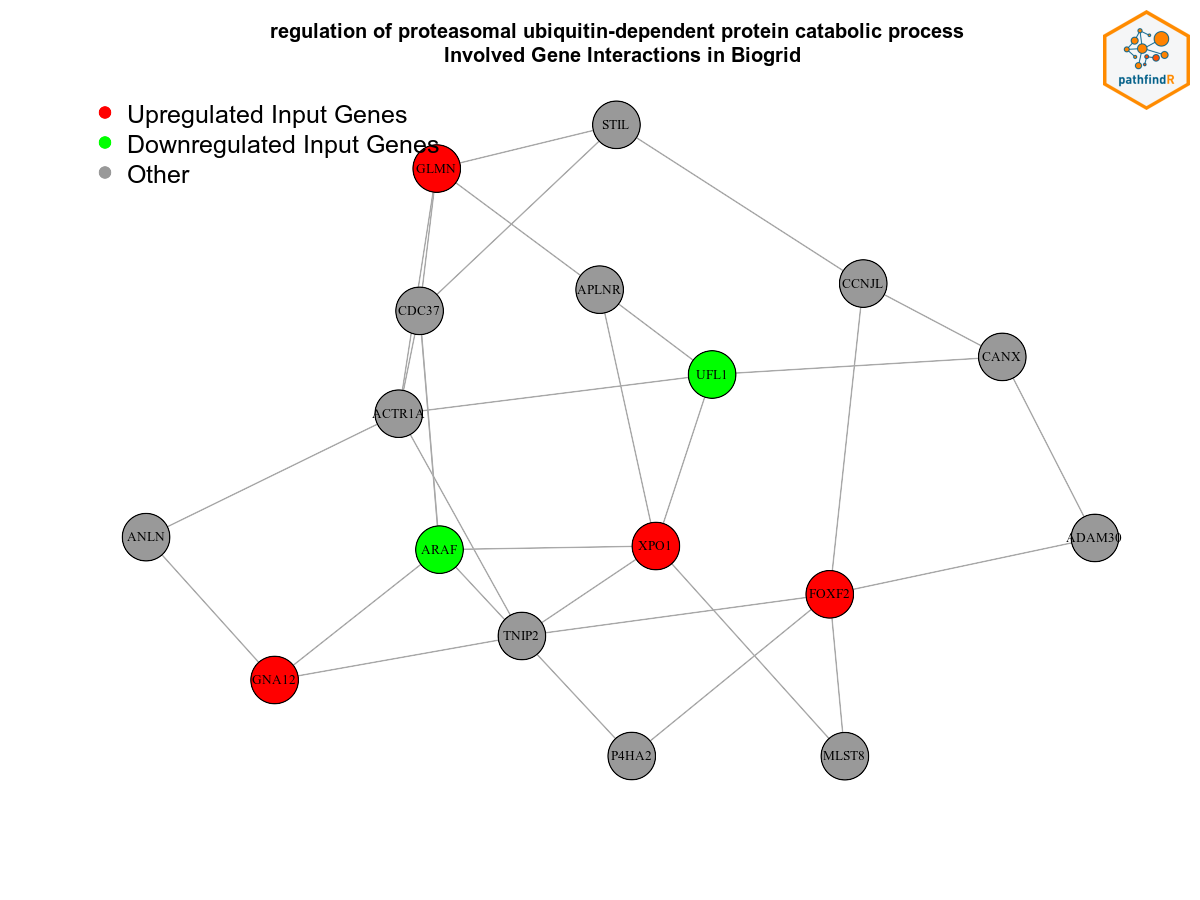 regulation of proteasomal ubiquitin-dependent protein catabolic process
Involved Gene Interactions in Biogrid
pathfindR
Upregulated Input Genes
Downregulated Input Genes
Other
STIL
GLMN
CCNJL
APLNR
CDC37
CANX
UFL1
ACTR1A
ANLN
ADAM30
XPO1
ARAF
FOXF2
TNIP2
GNA12
P4HA2
MLST8